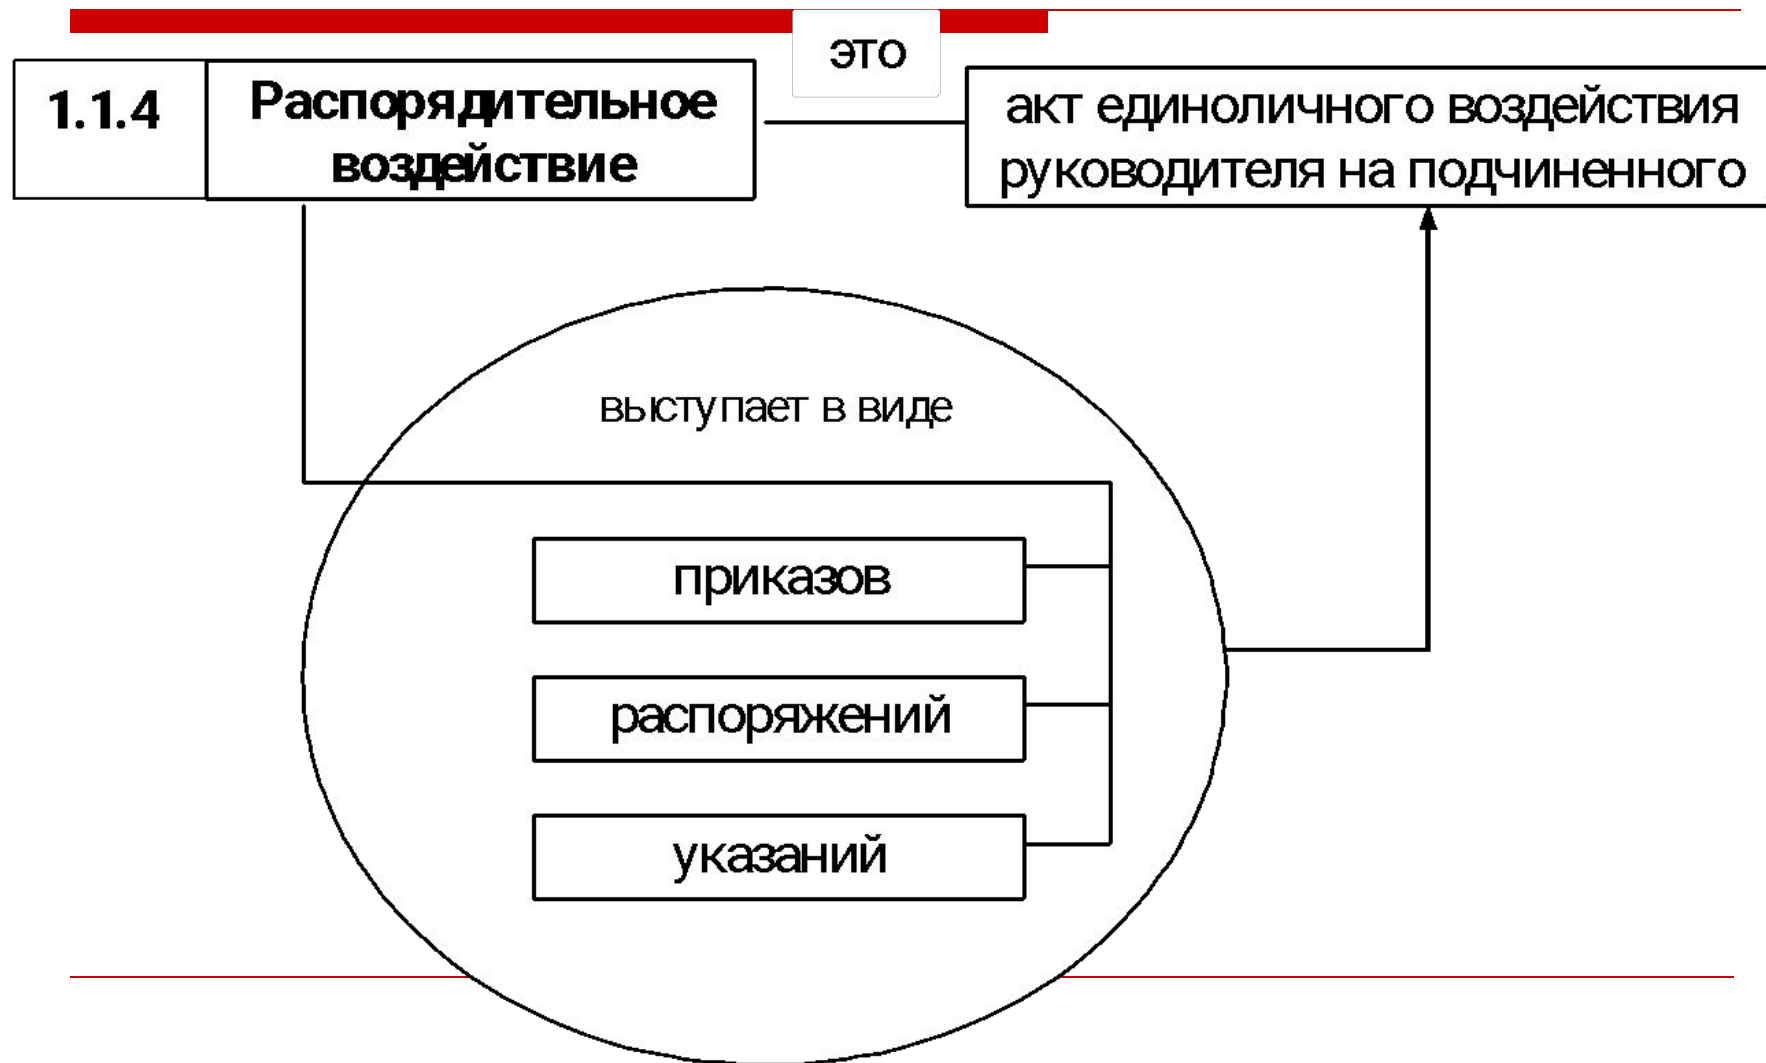 это
1.1.4
Распорядительное
воздействие
акт единоличного воздействия
руководителя на подчиненного
выступает в виде
приказов
распоряжений
указаний